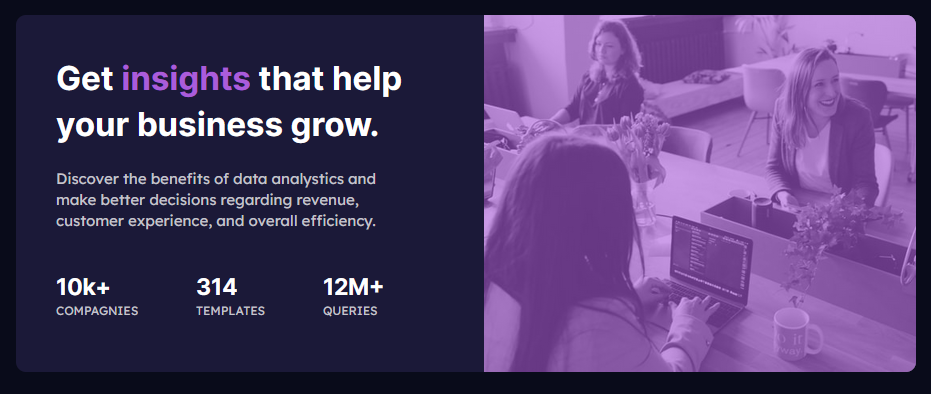 Get insights that help
your business grow.
Discover the benefits of data analystics and
make better decisions regarding revenue,
customer experience, and overall efficiency.
10k+ 314 12M+
COMPAGNIES TEMPLATES QUERIES